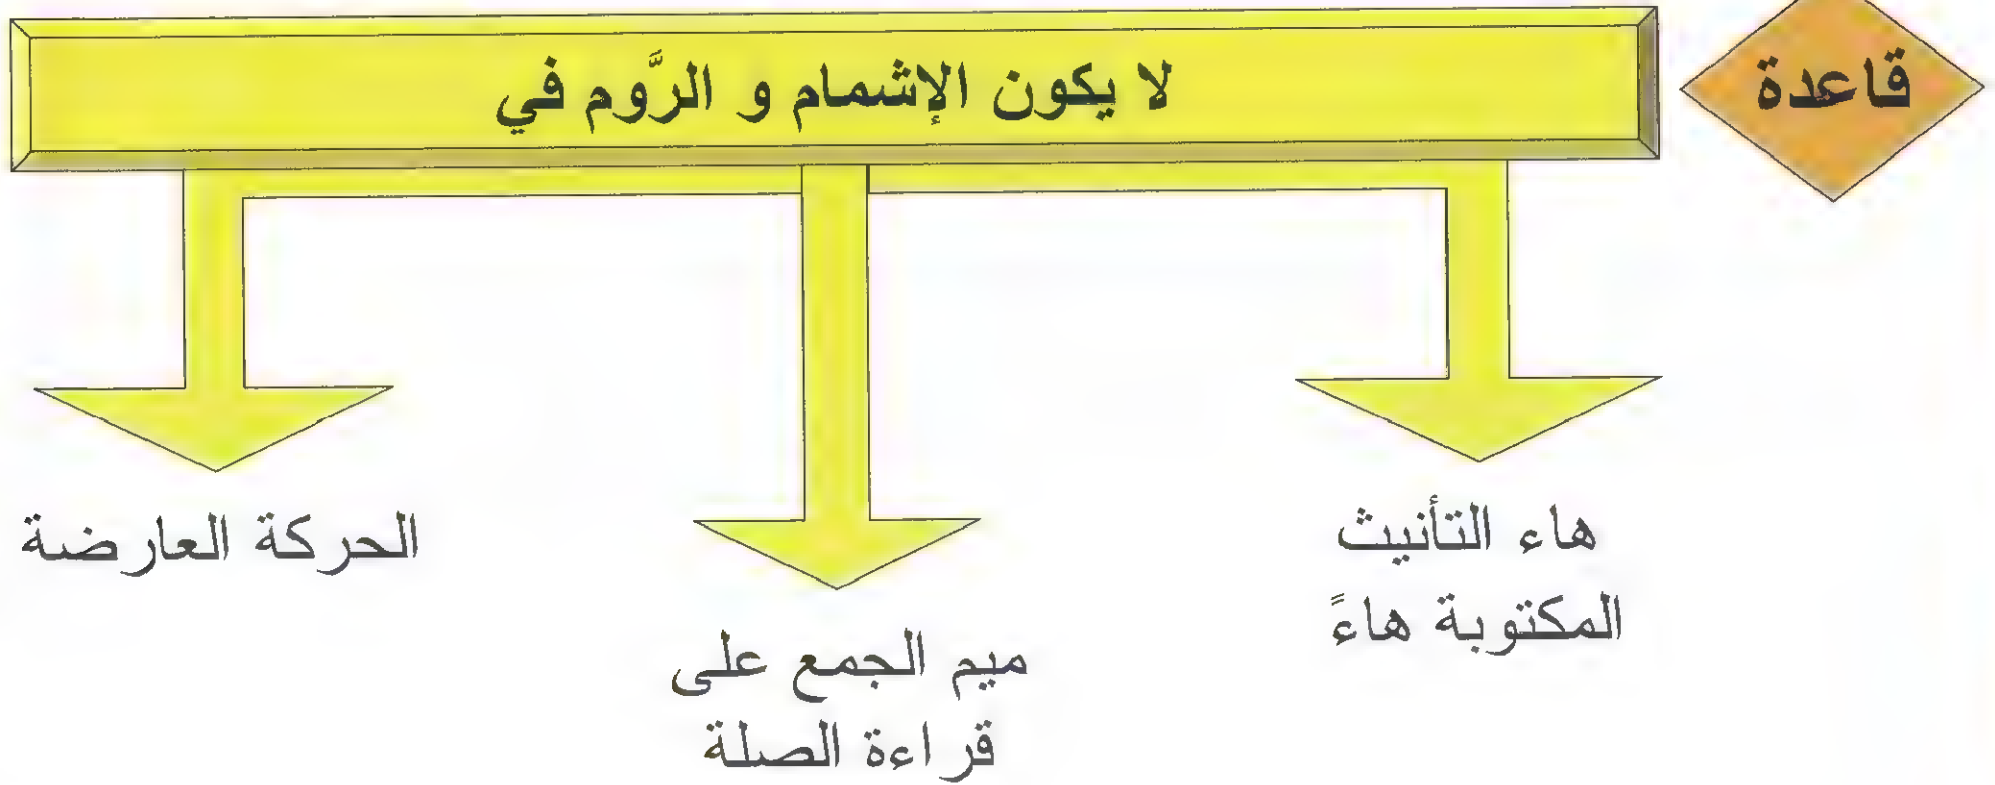 قاعدة
لا يكون الإشمام و الرَّوم في
هاء التأنيث
المكتوبة هاءً
ميم الجمع على
قراءة الصلة
الحركة العارضة